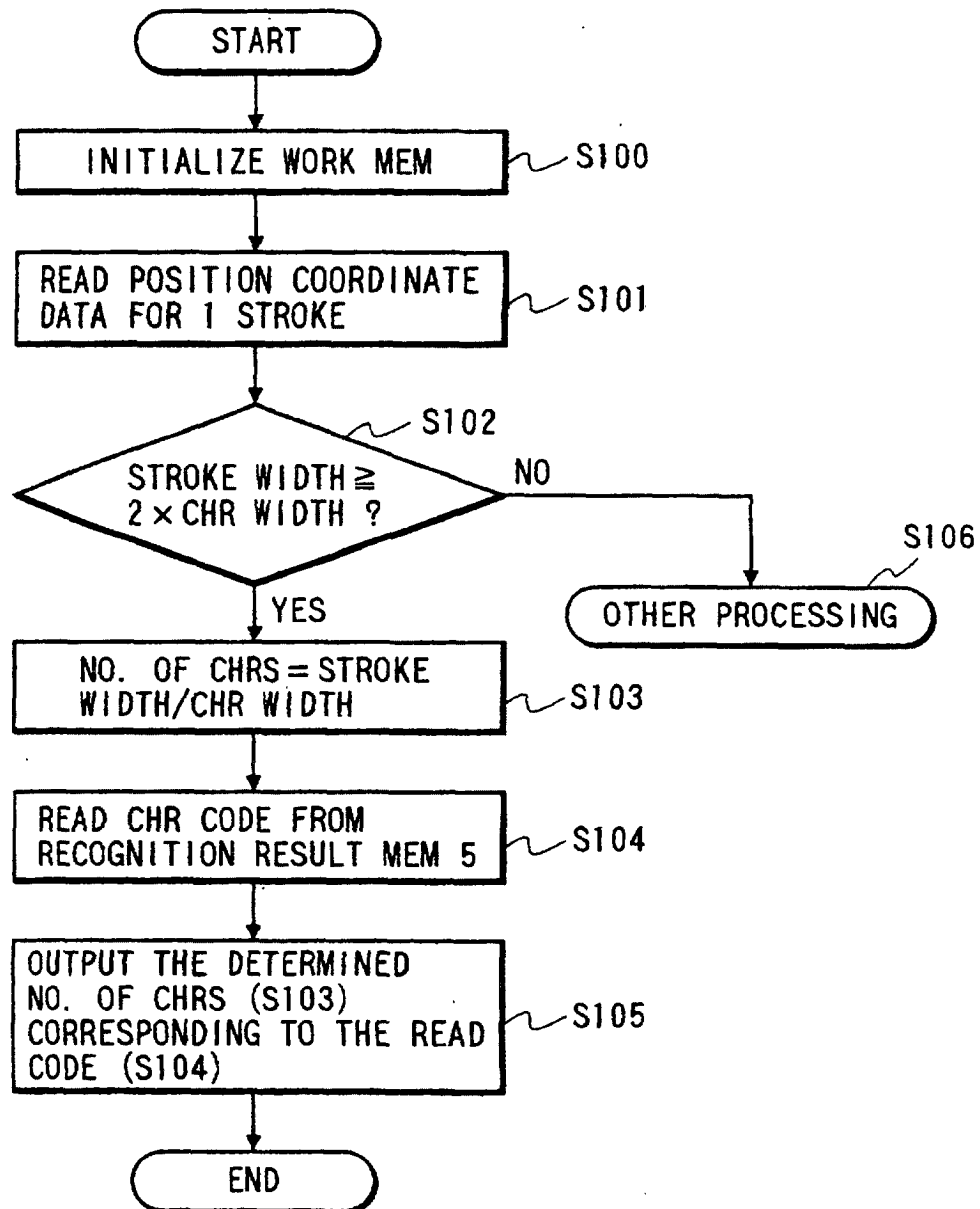 START
INITIALIZE WORK MEM
S100
READ POSITION COORDINATE
DATA FOR 1 STROKE
S101
S102
STROKE WIDTH ≧
2 × CHR WIDTH ?
NO
S106
OTHER PROCESSING
YES
NO. OF CHRS = STROKE
WIDTH/CHR WIDTH
S103
READ CHR CODE FROM
RECOGNITION RESULT MEM 5
S104
OUTPUT THE DETERMINED
NO. OF CHRS (S103)
CORRESPONDING TO THE READ
CODE (S104)
S105
END